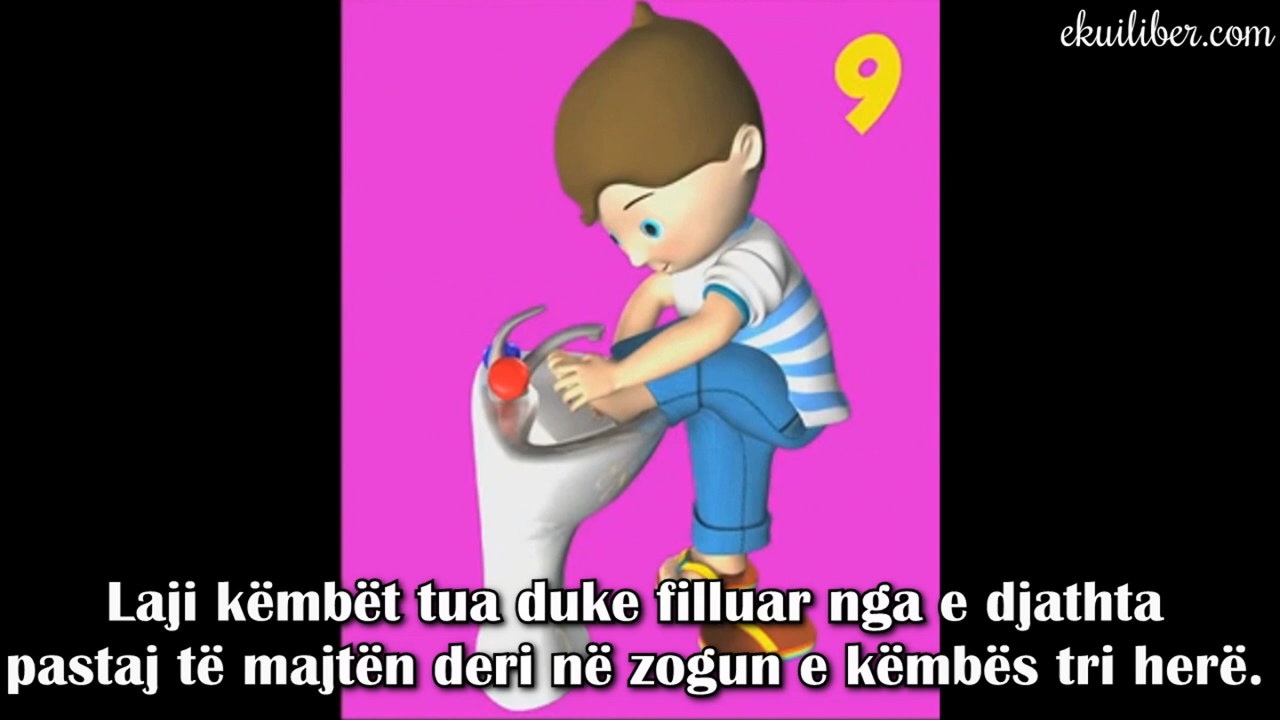 ekuiliber.com
9
Laji këmbët tua duke filluar nga e djathta
pastaj të majtën deri në zogun e këmbës tri herë.